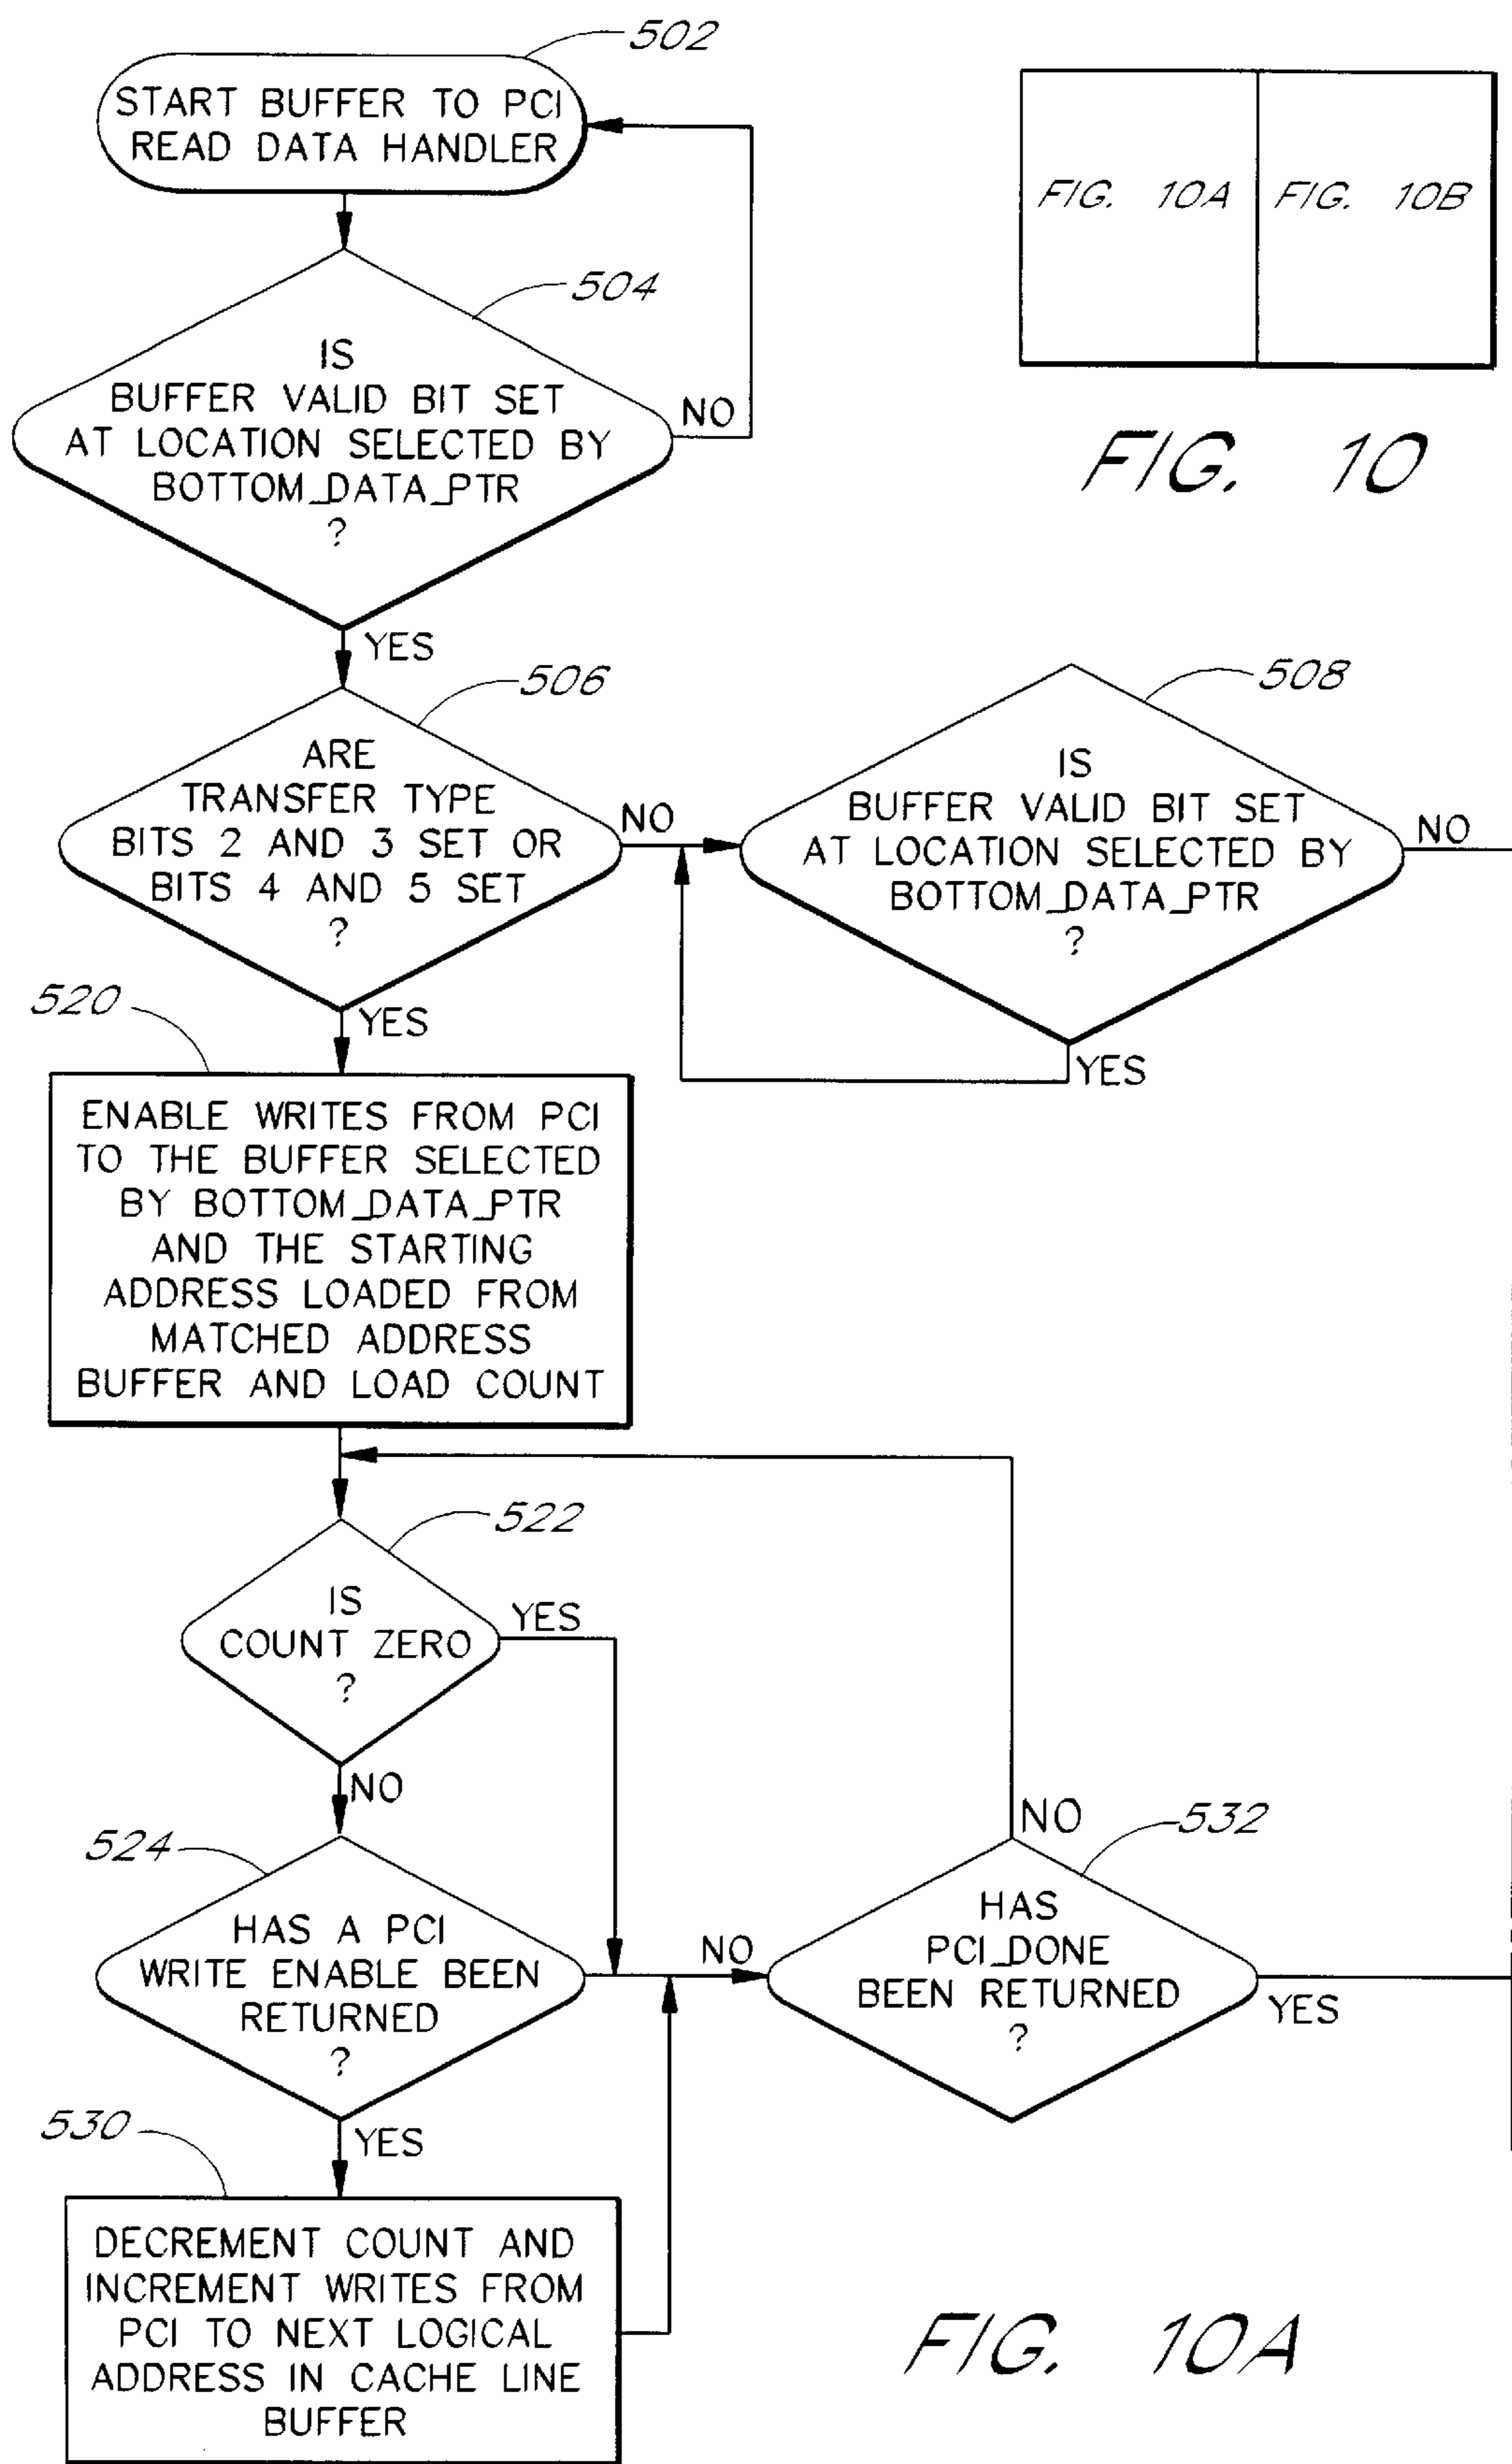 502
START BUFFER TO PCI
READ DATA HANDLER
FIG. 10A
FIG. 10B
FIG. 10
504
IS
BUFFER VALID BIT SET
AT LOCATION SELECTED BY
BOTTOM_DATA_PTR
?
NO
YES
506
ARE
TRANSFER TYPE
BITS 2 AND 3 SET OR
BITS 4 AND 5 SET
?
NO
YES
508
IS
BUFFER VALID BIT SET
AT LOCATION SELECTED BY
BOTTOM_DATA_PTR
?
NO
YES
520
ENABLE WRITES FROM PCI
TO THE BUFFER SELECTED
BY BOTTOM_DATA_PTR
AND THE STARTING
ADDRESS LOADED FROM
MATCHED ADDRESS
BUFFER AND LOAD COUNT
522
IS
COUNT ZERO
?
YES
NO
524
HAS A PCI
WRITE ENABLE BEEN
RETURNED
?
NO
YES
532
HAS
PCI_DONE
BEEN RETURNED
?
NO
YES
530
DECREMENT COUNT AND
INCREMENT WRITES FROM
PCI TO NEXT LOGICAL
ADDRESS IN CACHE LINE
BUFFER
FIG. 10A